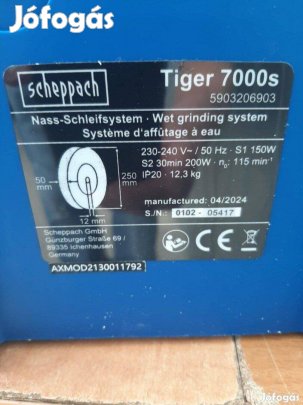 Jófogás
scheppach
Tiger 7000s
5903206903
Nass-Schleifsystem · Wet grinding system
Système d'affûtage à eau
230-240 V~ / 50 Hz · S1 150W
S2 30min 200W · n₀: 115 min⁻¹
IP20 · 12,3 kg
50 mm
250 mm
12 mm
manufactured: 04/2024
S./N.: 0102 - 05417
Scheppach GmbH
Günzburger Straße 69 /
89335 Ichenhausen
Germany
CE
AXMOD2130011792
Jófogás